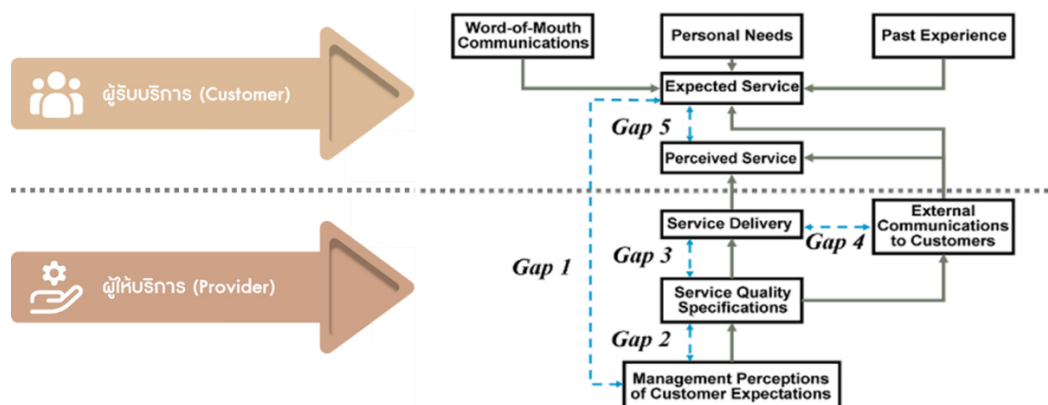 Word-of-Mouth
Communications
Personal Needs
Past Experience
ผู้รับบริการ (Customer)
Expected Service
Gap 5
Perceived Service
Service Delivery
External
Communications
to Customers
Gap 4
Gap 3
Gap 1
ผู้ให้บริการ (Provider)
Service Quality
Specifications
Gap 2
Management Perceptions
of Customer Expectations